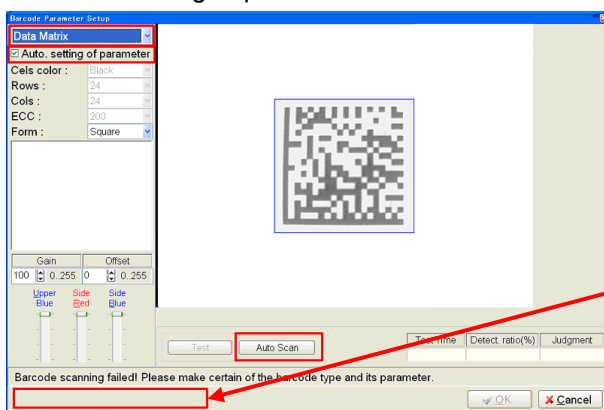 Barcode Parameter Setup
Data Matrix
Auto. setting of parameter
Cels color : Black
Rows : 24
Cols : 24
ECC : 200
Form : Square
Gain Offset
100 0..255 0 0..255
Upper Blue Side Red Side Blue
Test Auto Scan
Test Time Detect. ratio(%) Judgment
Barcode scanning failed! Please make certain of the barcode type and its parameter.
OK Cancel